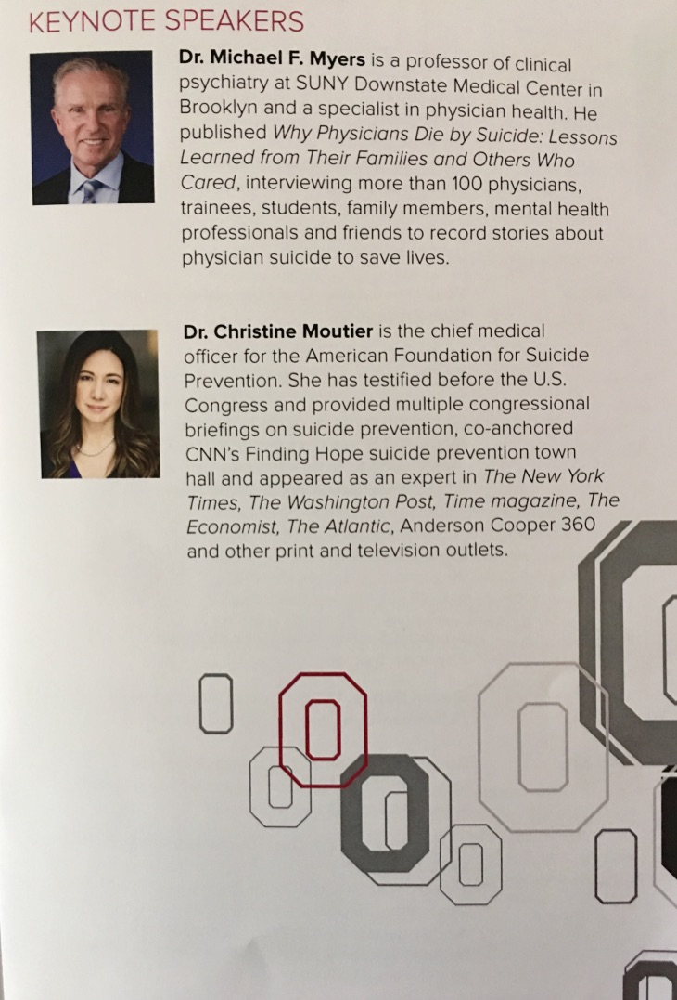 KEYNOTE SPEAKERS
Dr. Michael F. Myers is a professor of clinical
psychiatry at SUNY Downstate Medical Center in
Brooklyn and a specialist in physician health. He
published Why Physicians Die by Suicide: Lessons
Learned from Their Families and Others Who
Cared, interviewing more than 100 physicians,
trainees, students, family members, mental health
professionals and friends to record stories about
physician suicide to save lives.
Dr. Christine Moutier is the chief medical
officer for the American Foundation for Suicide
Prevention. She has testified before the U.S.
Congress and provided multiple congressional
briefings on suicide prevention, co-anchored
CNN's Finding Hope suicide prevention town
hall and appeared as an expert in The New York
Times, The Washington Post, Time magazine, The
Economist, The Atlantic, Anderson Cooper 360
and other print and television outlets.